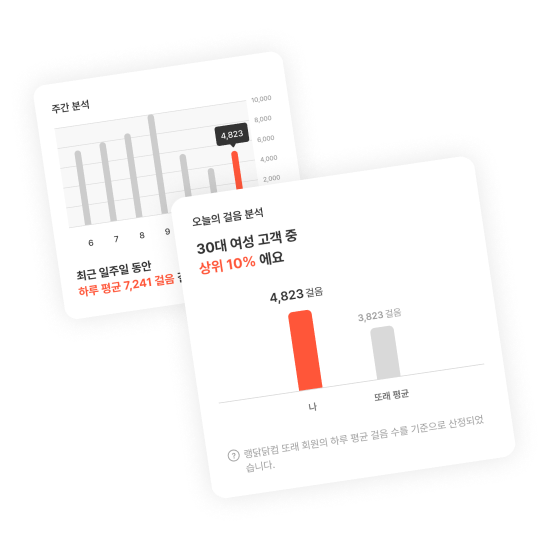 주간 분석
10,000
8,000
6,000
4,000
2,000
4,823
6
7
8
9
최근 일주일 동안
하루 평균 7,241 걸음
오늘의 걸음 분석
30대 여성 고객 중
상위 10% 에요
4,823 걸음
3,823 걸음
나
또래 평균
? 캥닭닭컴 또래 회원의 하루 평균 걸음 수를 기준으로 산정되었
습니다.